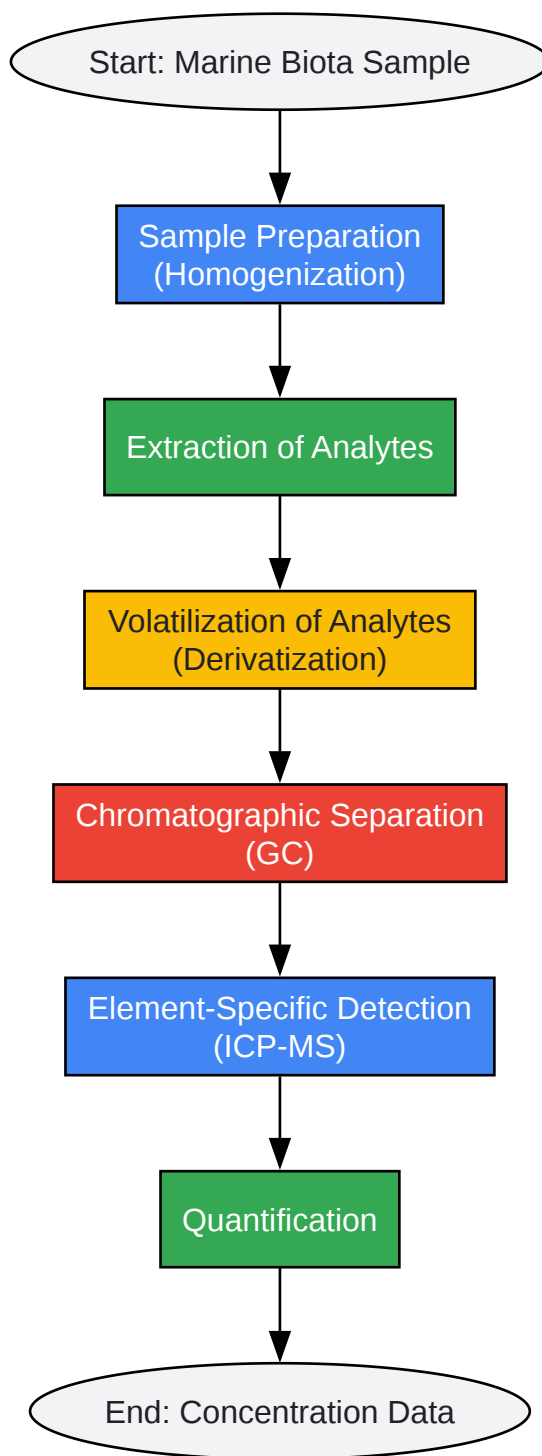 Start: Marine Biota Sample
Sample Preparation
(Homogenization)
Extraction of Analytes
Volatilization of Analytes
(Derivatization)
Chromatographic Separation
(GC)
Element-Specific Detection
(ICP-MS)
Quantification
End: Concentration Data